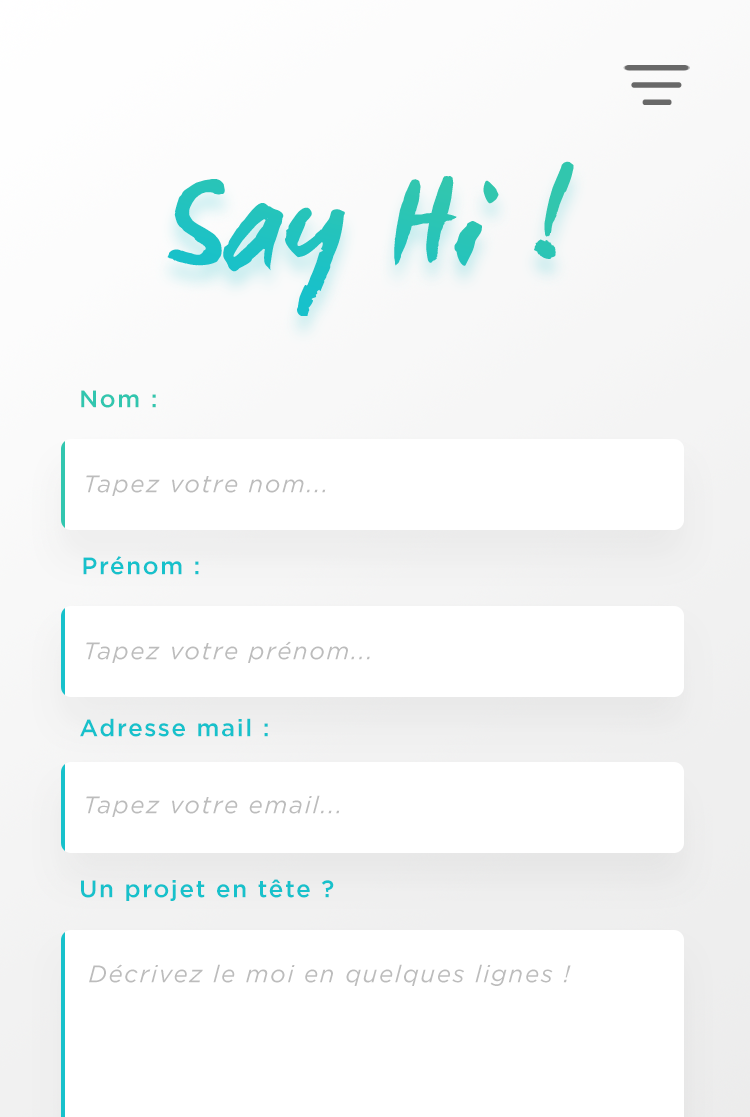 Say Hi !
Nom :
Tapez votre nom...
Prénom :
Tapez votre prénom...
Adresse mail :
Tapez votre email...
Un projet en tête ?
Décrivez le moi en quelques lignes !